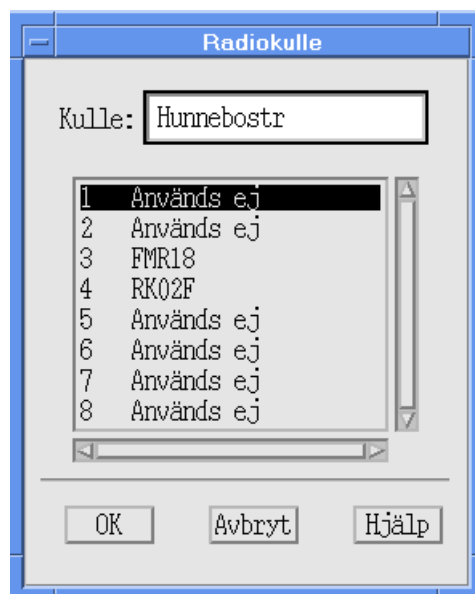 Radiokulle
Kulle: Hunnebostr
1 Används ej
2 Används ej
3 FMR18
4 RK02F
5 Används ej
6 Används ej
7 Används ej
8 Används ej
OK Avbryt Hjälp